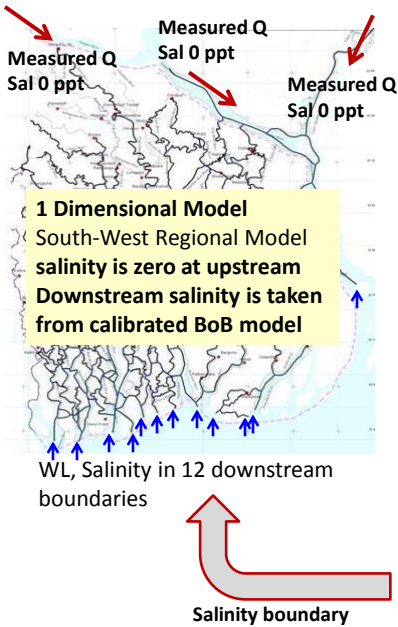 Measured Q
Sal 0 ppt
Measured Q
Sal 0 ppt
Measured Q
Sal 0 ppt
1 Dimensional Model
South-West Regional Model
salinity is zero at upstream
Downstream salinity is taken
from calibrated BoB model
WL, Salinity in 12 downstream
boundaries
Salinity boundary